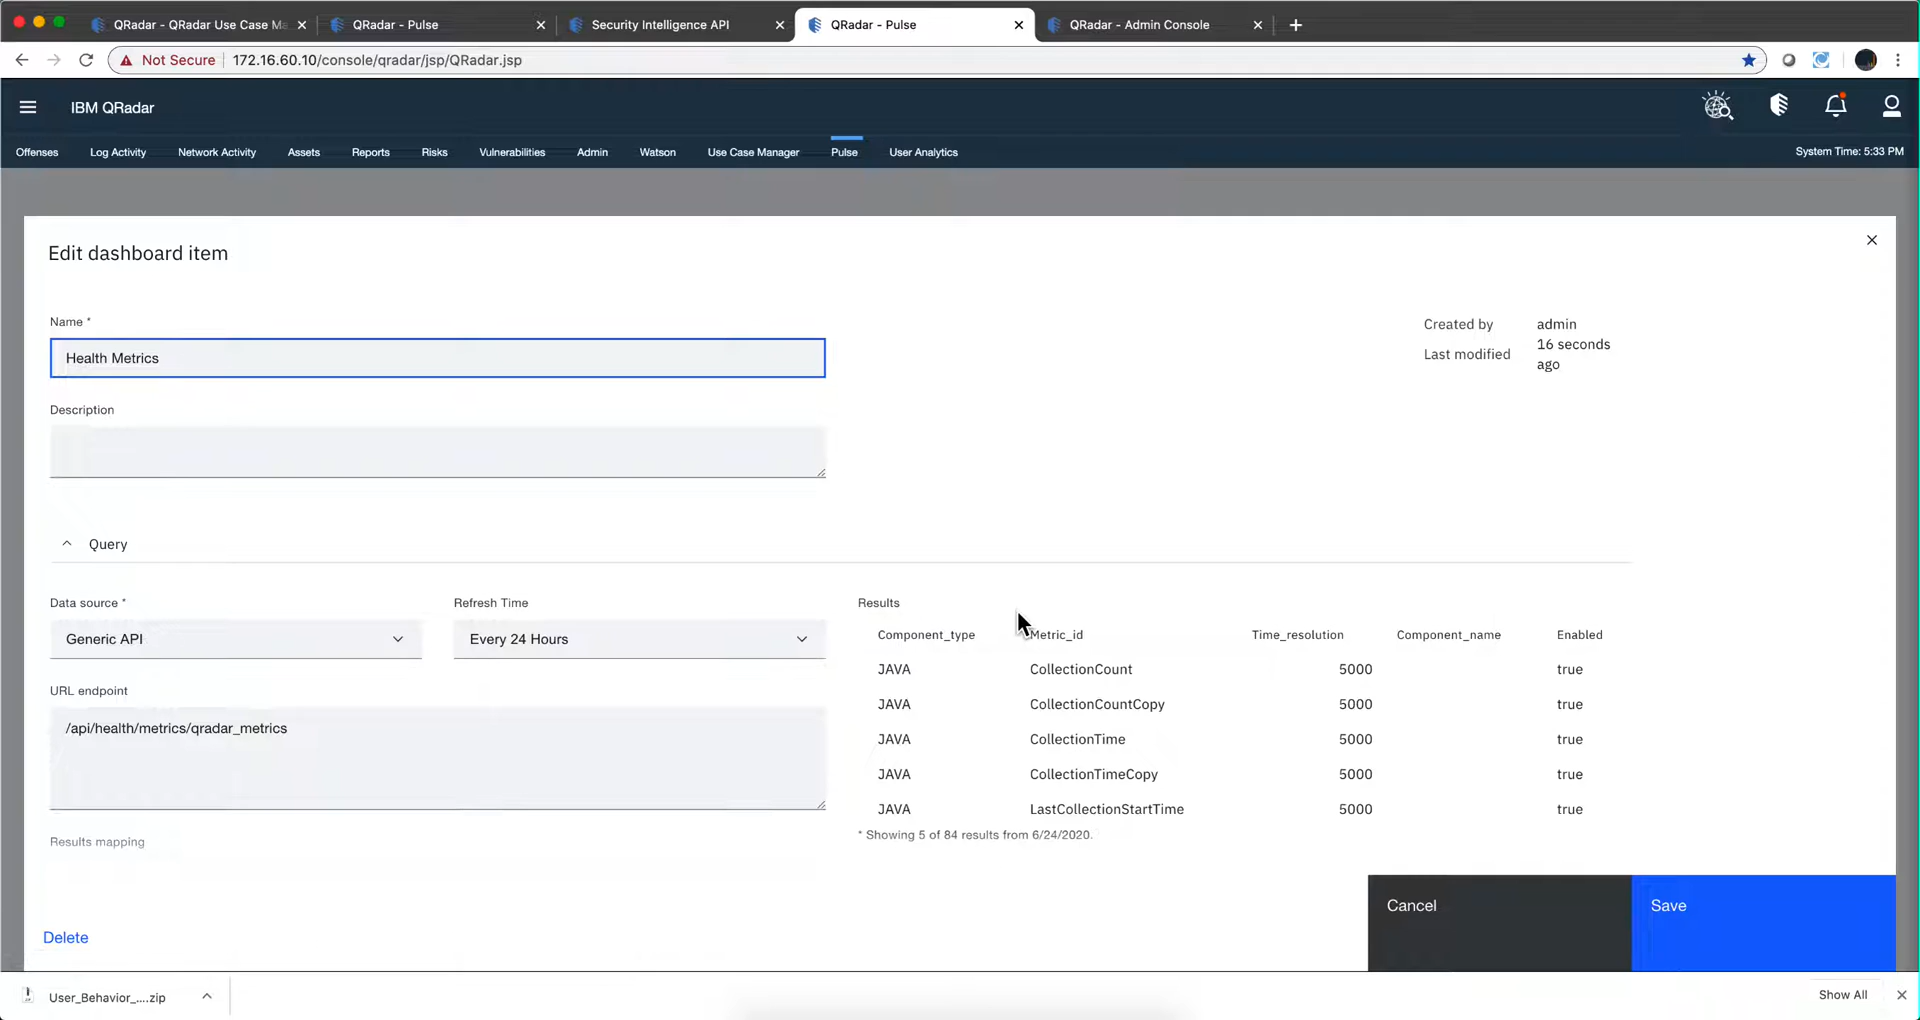 QRadar - QRadar Use Case Ma
QRadar - Pulse
Security Intelligence API
QRadar - Pulse
QRadar - Admin Console
Not Secure 172.16.60.10/console/qradar/jsp/QRadar.jsp
IBM QRadar
Offenses Log Activity Network Activity Assets Reports Risks Vulnerabilities Admin Watson Use Case Manager Pulse User Analytics System Time: 5:33 PM
Edit dashboard item
Name *
Health Metrics
Created by admin
Last modified 16 seconds
ago
Description
Query
Data source *
Generic API
Refresh Time
Every 24 Hours
URL endpoint
/api/health/metrics/qradar_metrics
Results mapping
Results
Component_type Metric_id Time_resolution Component_name Enabled
JAVA CollectionCount 5000 true
JAVA CollectionCountCopy 5000 true
JAVA CollectionTime 5000 true
JAVA CollectionTimeCopy 5000 true
JAVA LastCollectionStartTime 5000 true
* Showing 5 of 84 results from 6/24/2020.
Delete
Cancel
Save
User_Behavior_....zip
Show All